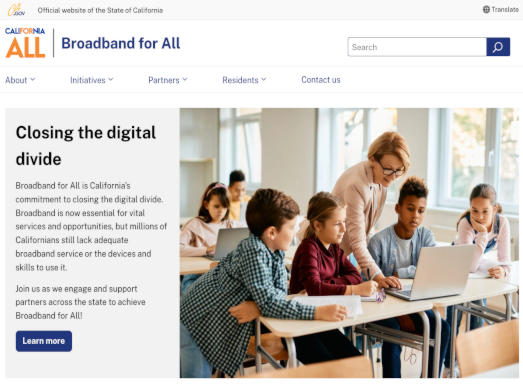 CA.GOV Official website of the State of California Translate
CALIFORNIA
ALL
Broadband for All
Search
About Initiatives Partners Residents Contact us
Closing the digital
divide
Broadband for All is California's
commitment to closing the digital divide.
Broadband is now essential for vital
services and opportunities, but millions of
Californians still lack adequate
broadband service or the devices and
skills to use it.
Join us as we engage and support
partners across the state to achieve
Broadband for All!
Learn more